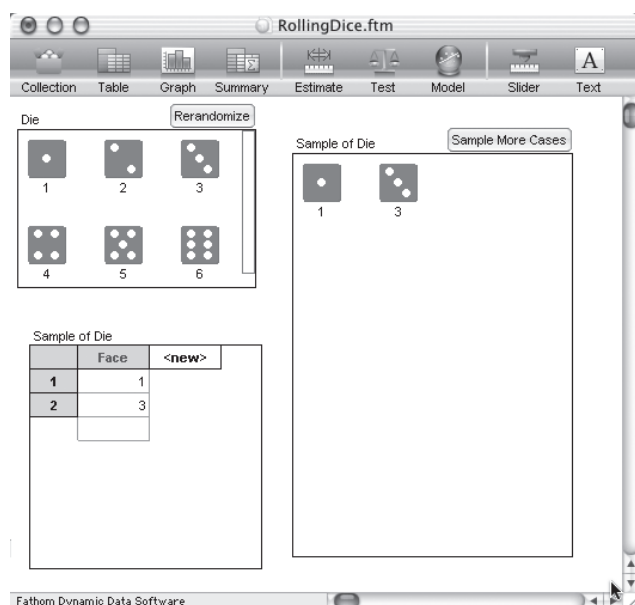 RollingDice.ftm
Collection Table Graph Summary Estimate Test Model Slider Text
A
Die Rerandomize
1 2 3
4 5 6
Sample of Die Sample More Cases
1 3
Sample of Die
Face <new>
1 1
2 3
Fathom Dynamic Data Software